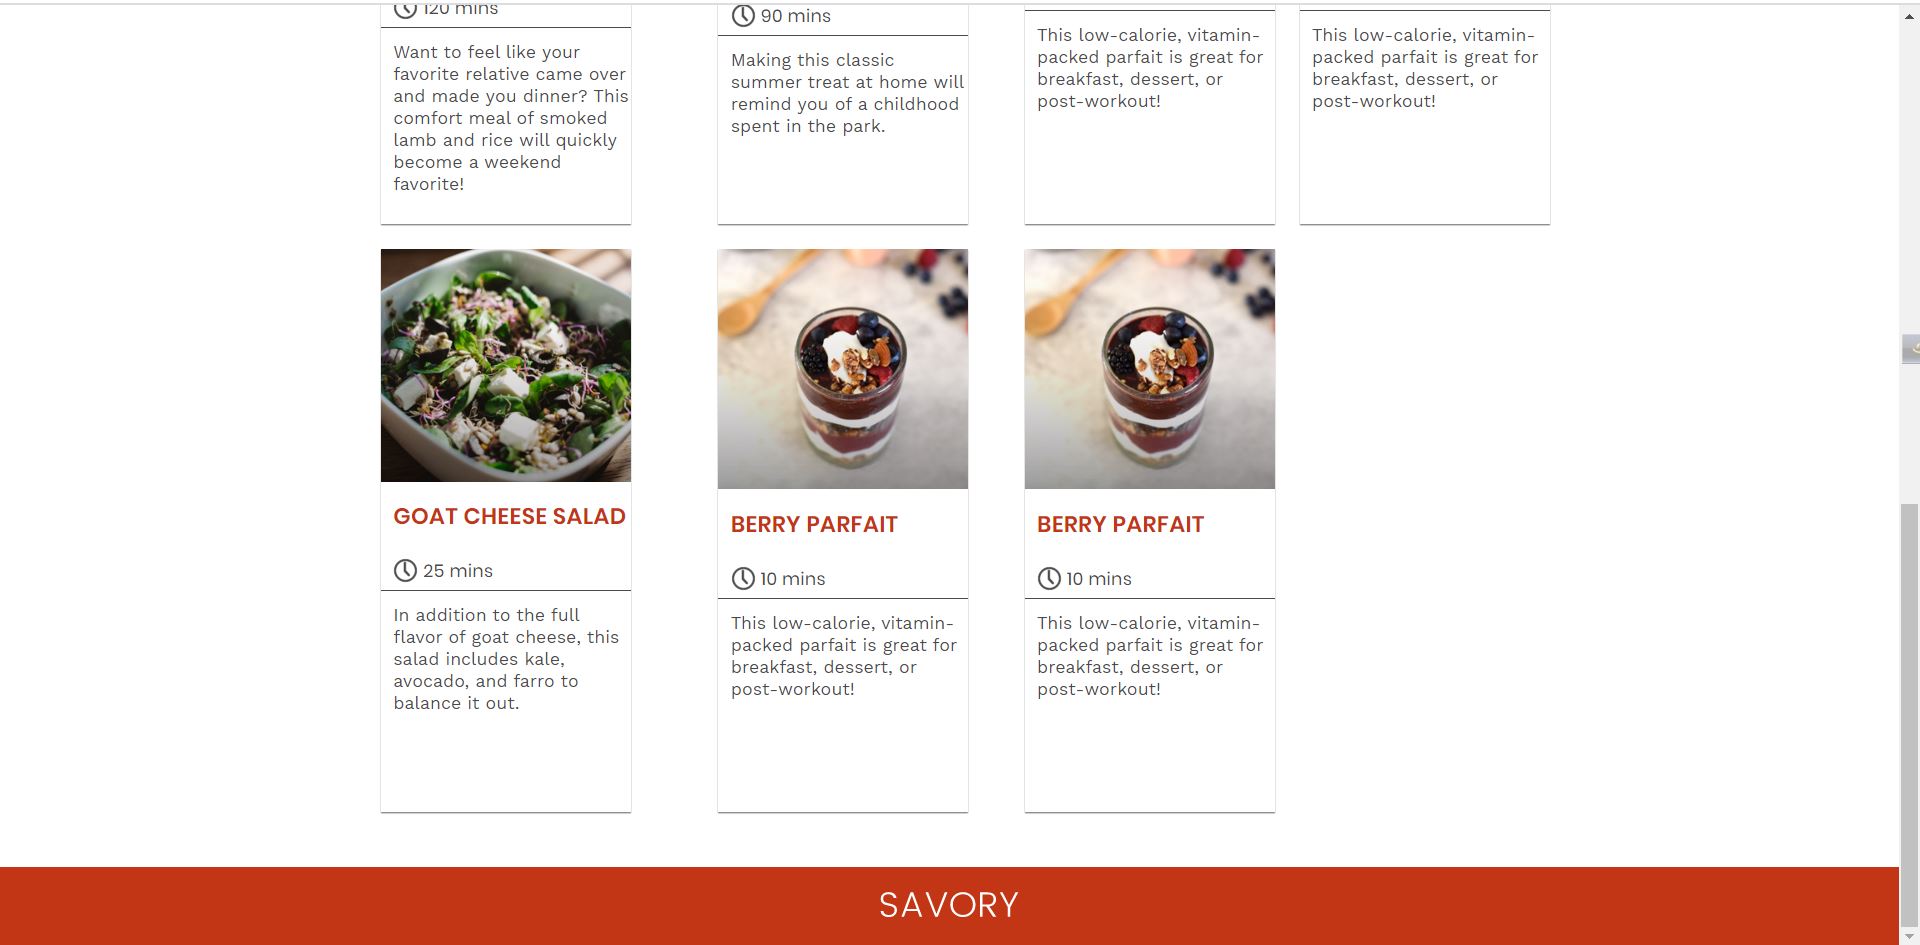 120 mins
Want to feel like your
favorite relative came over
and made you dinner? This
comfort meal of smoked
lamb and rice will quickly
become a weekend
favorite!
90 mins
Making this classic
summer treat at home will
remind you of a childhood
spent in the park.
This low-calorie, vitamin-
packed parfait is great for
breakfast, dessert, or
post-workout!
This low-calorie, vitamin-
packed parfait is great for
breakfast, dessert, or
post-workout!
GOAT CHEESE SALAD
25 mins
In addition to the full
flavor of goat cheese, this
salad includes kale,
avocado, and farro to
balance it out.
BERRY PARFAIT
10 mins
This low-calorie, vitamin-
packed parfait is great for
breakfast, dessert, or
post-workout!
BERRY PARFAIT
10 mins
This low-calorie, vitamin-
packed parfait is great for
breakfast, dessert, or
post-workout!
SAVORY